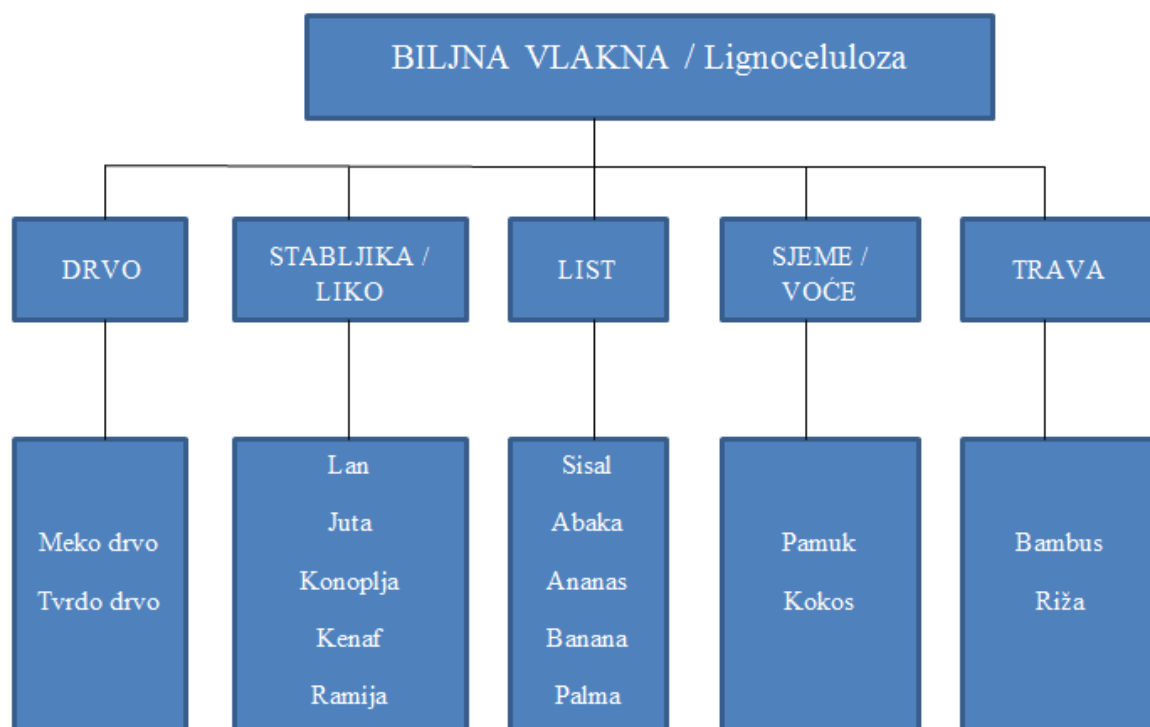 BILJNA VLAKNA / Lignoceluloza
DRVO
STABLJIKA /
LIKO
LIST
SJEME /
VOĆE
TRAVA
Meko drvo
Tvrdo drvo
Lan
Juta
Konoplja
Kenaf
Ramija
Sisal
Abaka
Ananas
Banana
Palma
Pamuk
Kokos
Bambus
Riža